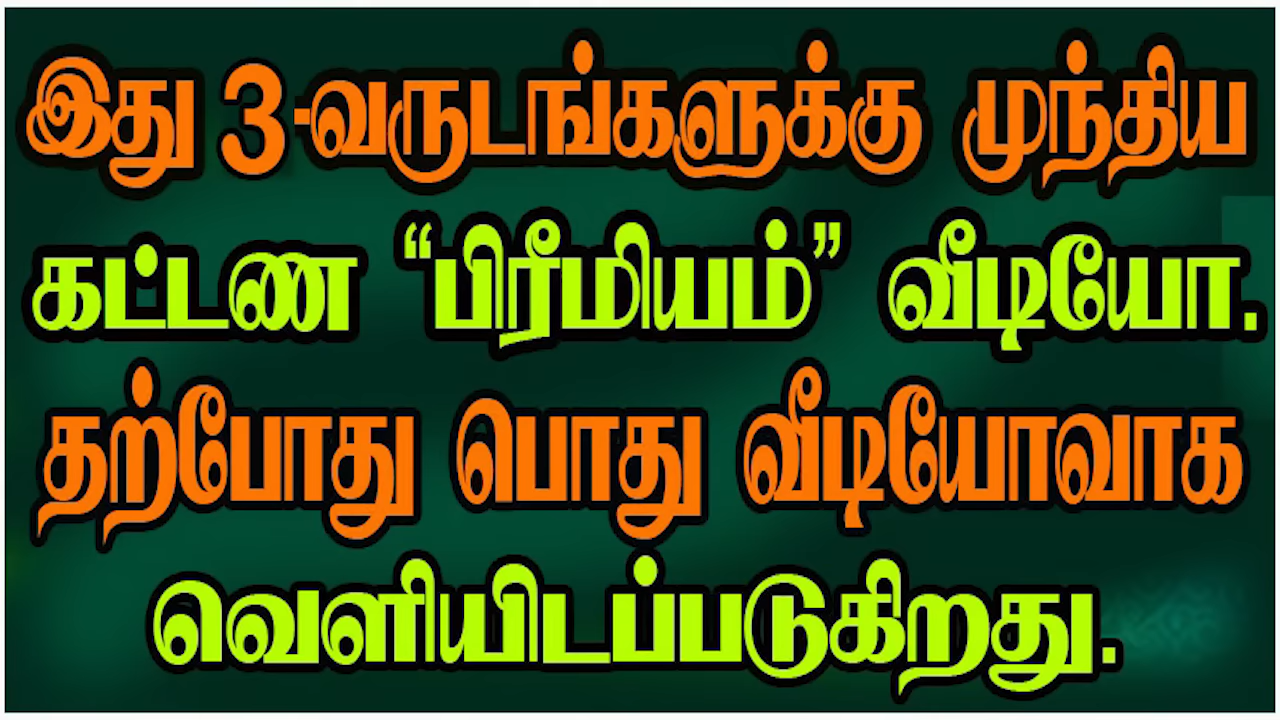 இது 3-வருடங்களுக்கு முந்திய
கட்டண “பிரீமியம்” வீடியோ.
தற்போது பொது வீடியோவாக
வெளியிடப்படுகிறது.